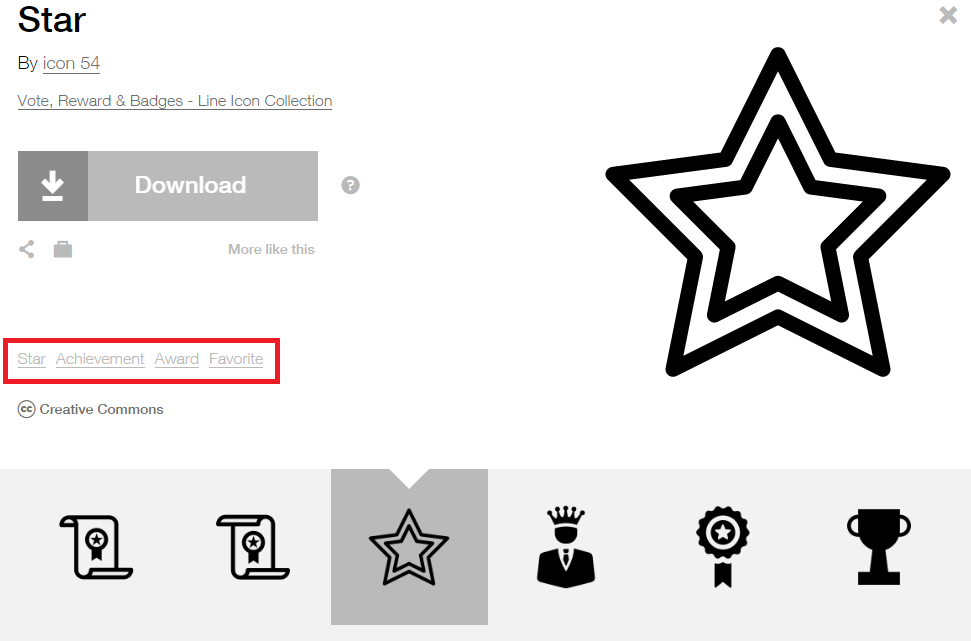 Star
By icon 54
Vote, Reward & Badges - Line Icon Collection
Download
?
More like this
Star Achievement Award Favorite
cc Creative Commons